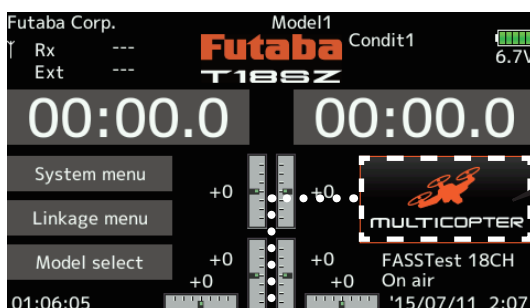 Futaba Corp.
Model1
Rx ---
Ext ---
Futaba
T18SZ
Condit1
6.7V
00:00.0
00:00.0
System menu
+0
+0
MULTICOPTER
Linkage menu
Model select
+0
+0
FASSTest 18CH
+0
+0
On air
01:06:05
'15/07/11 2:07